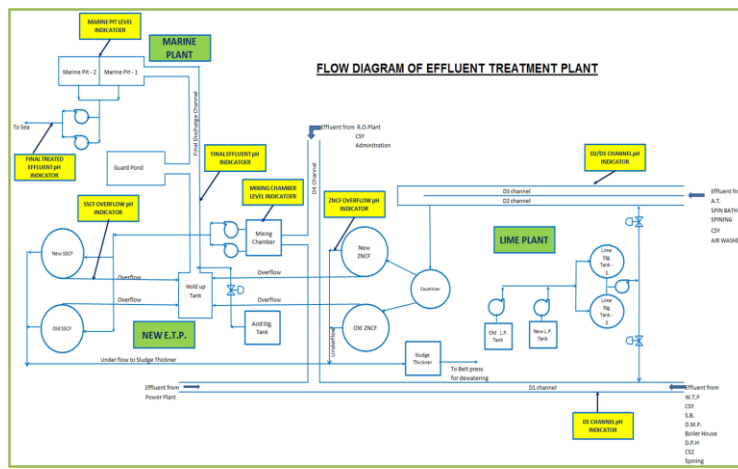 MARINE PIT LEVEL
INDICATOER
MARINE
PLANT
FLOW DIAGRAM OF EFFLUENT TREATMENT PLANT
Marine Pit - 2
Marine Pit - 1
To Sea
Final Discharge Channel
Effluent from R.O.Plant
CSY
Adminitration
FINAL TREATED
EFFLUENT pH
INDICATOR
Guard Pond
FINAL EFFLUENT pH
INDICATOER
D2/D3 CHANNEL pH
INDICATOR
SSCF OVERFLOW pH
INDICATOR
MIXING CHAMBER
LEVEL INDICATOER
D4 Channel
ZNCF OVERFLOW pH
INDICATOR
D3 channel
D2 channel
Effluent from
A.T.
SPIN BATH
SPINING
CSY
AIR WASHE
Mixing
Chamber
New SSCF
New
ZNCF
LIME PLANT
Overflow
Overflow
Hold up
Tank
Lime
Stg
Tank -
1
Overflow
Overflow
Old SSCF
NEW E.T.P.
Acid Stg.
Tank
Old ZNCF
Old L.P.
Tank
New L.P.
Tank
Lime
Stg
Tank - 2
Underflow
Under flow to Sludge Thickner
Sludge
Thickner
To Belt press
for dewatering
Effluent from
Power Plant
D1 channel
Effluent from
W.T.P
CSY
S.B.
D.M.P.
Boiler House
D.P.H
CS2
Spining
D1 CHANNEL pH
INDICATOR